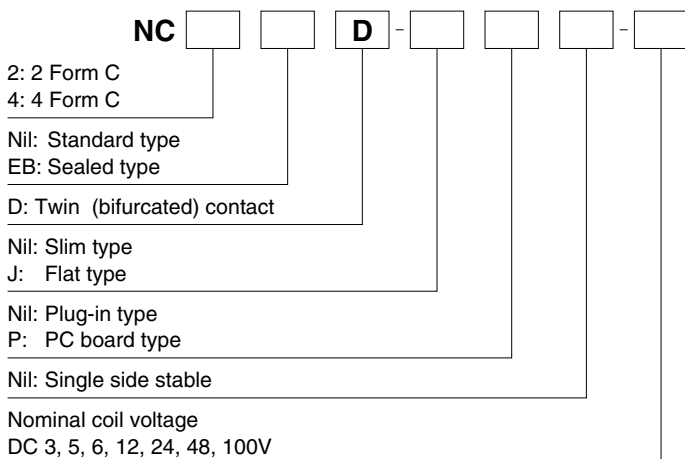 NC D - -
2: 2 Form C
4: 4 Form C
Nil: Standard type
EB: Sealed type
D: Twin (bifurcated) contact
Nil: Slim type
J: Flat type
Nil: Plug-in type
P: PC board type
Nil: Single side stable
Nominal coil voltage
DC 3, 5, 6, 12, 24, 48, 100V